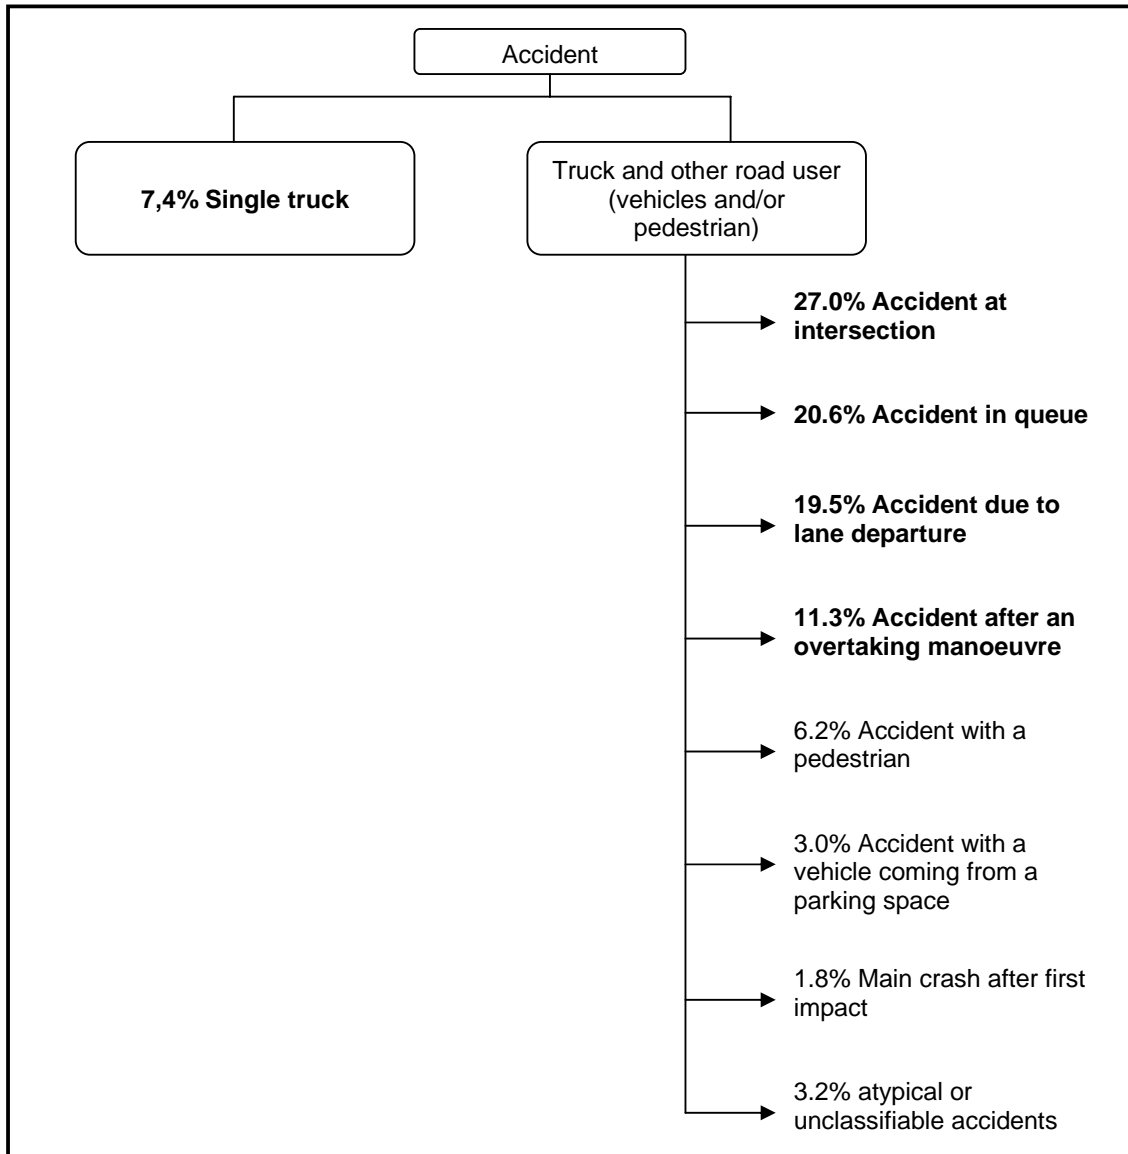 Accident
7,4% Single truck
Truck and other road user
(vehicles and/or
pedestrian)
27.0% Accident at
intersection
20.6% Accident in queue
19.5% Accident due to
lane departure
11.3% Accident after an
overtaking manoeuvre
6.2% Accident with a
pedestrian
3.0% Accident with a
vehicle coming from a
parking space
1.8% Main crash after first
impact
3.2% atypical or
unclassifiable accidents